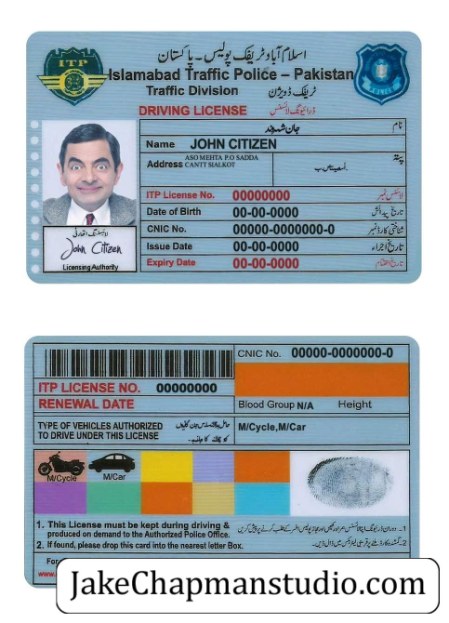 اسلام آباد ٹریفک پولیس - پاکستان
ITP
Islamabad Traffic Police – Pakistan
Traffic Division ٹریفک ڈویژن
DRIVING LICENSE ڈرائیونگ لائسنس
نام
Name JOHN CITIZEN
Address ASO MEHTA P.O SADDA
CANTT SIALKOT
پتہ
ITP License No. 00000000 لائسنس نمبر
Date of Birth 00-00-0000 تاریخ پیدائش
CNIC No. 00000-0000000-0 شناختی کارڈ نمبر
Issue Date 00-00-0000 تاریخ اجراء
Expiry Date 00-00-0000 تاریخ اختتام
John Citizen
Licensing Authority
CNIC No. 00000-0000000-0
ITP LICENSE NO. 00000000
RENEWAL DATE
Blood Group N/A Height
TYPE OF VEHICLES AUTHORIZED
TO DRIVE UNDER THIS LICENSE
M/Cycle,M/Car
M/Cycle M/Car
1. This License must be kept during driving &
produced on demand to the Authorized Police Office.
2. If found, please drop this card into the nearest letter Box.
For
www.
JakeChapmanstudio.com